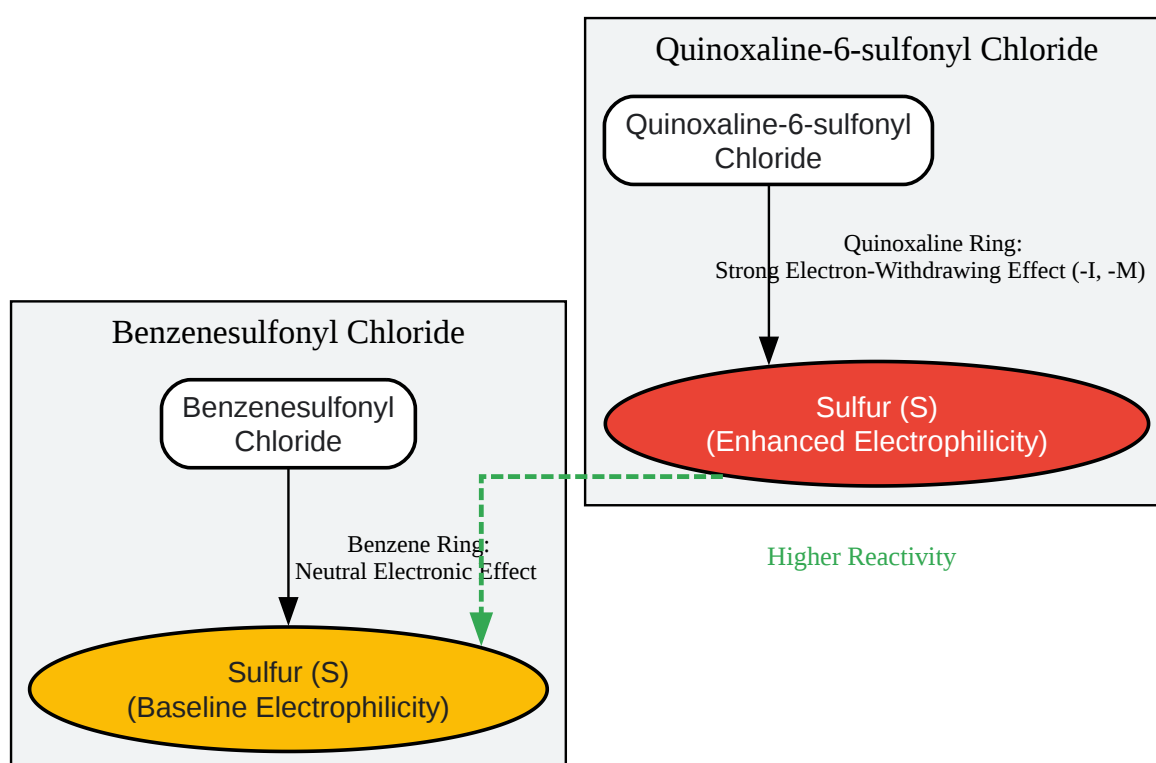 Quinoxaline-6-sulfonyl Chloride
Quinoxaline-6-sulfonyl
Chloride
Quinoxaline Ring:
Strong Electron-Withdrawing Effect (-I, -M)
Sulfur (S)
(Enhanced Electrophilicity)
Higher Reactivity
Benzenesulfonyl Chloride
Benzenesulfonyl
Chloride
Benzene Ring:
Neutral Electronic Effect
Sulfur (S)
(Baseline Electrophilicity)